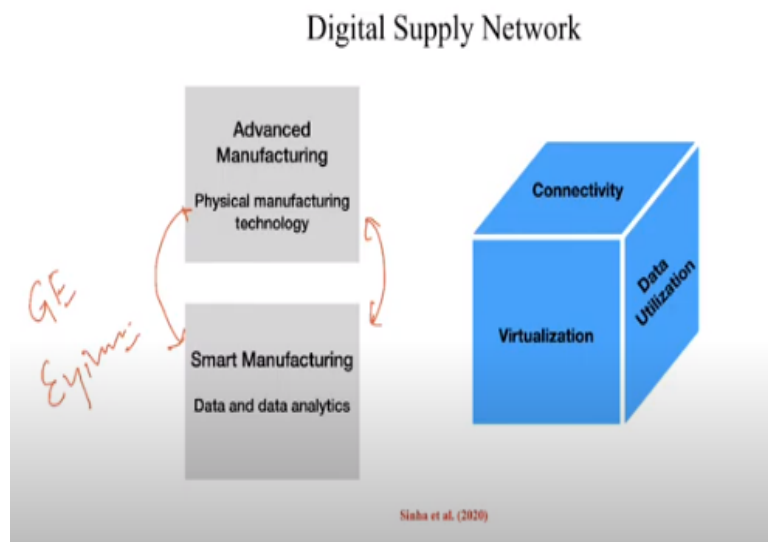 Digital Supply Network
Advanced
Manufacturing
Physical manufacturing
technology
GE
Smart Manufacturing
Data and data analytics
Connectivity
Data
Utilization
Virtualization
Sinha et al. (2020)